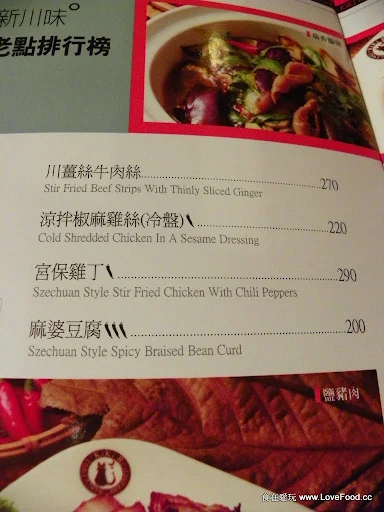 新川味
老點排行榜
川薑絲牛肉絲 270
Stir Fried Beef Strips With Thinly Sliced Ginger
涼拌椒麻雞絲(冷盤) 220
Cold Shredded Chicken In A Sesame Dressing
宮保雞丁 290
Szechuan Style Stir Fried Chicken With Chili Peppers
麻婆豆腐 200
Szechuan Style Spicy Braised Bean Curd
鹽豬肉
食在愛玩 www.LoveFood.cc